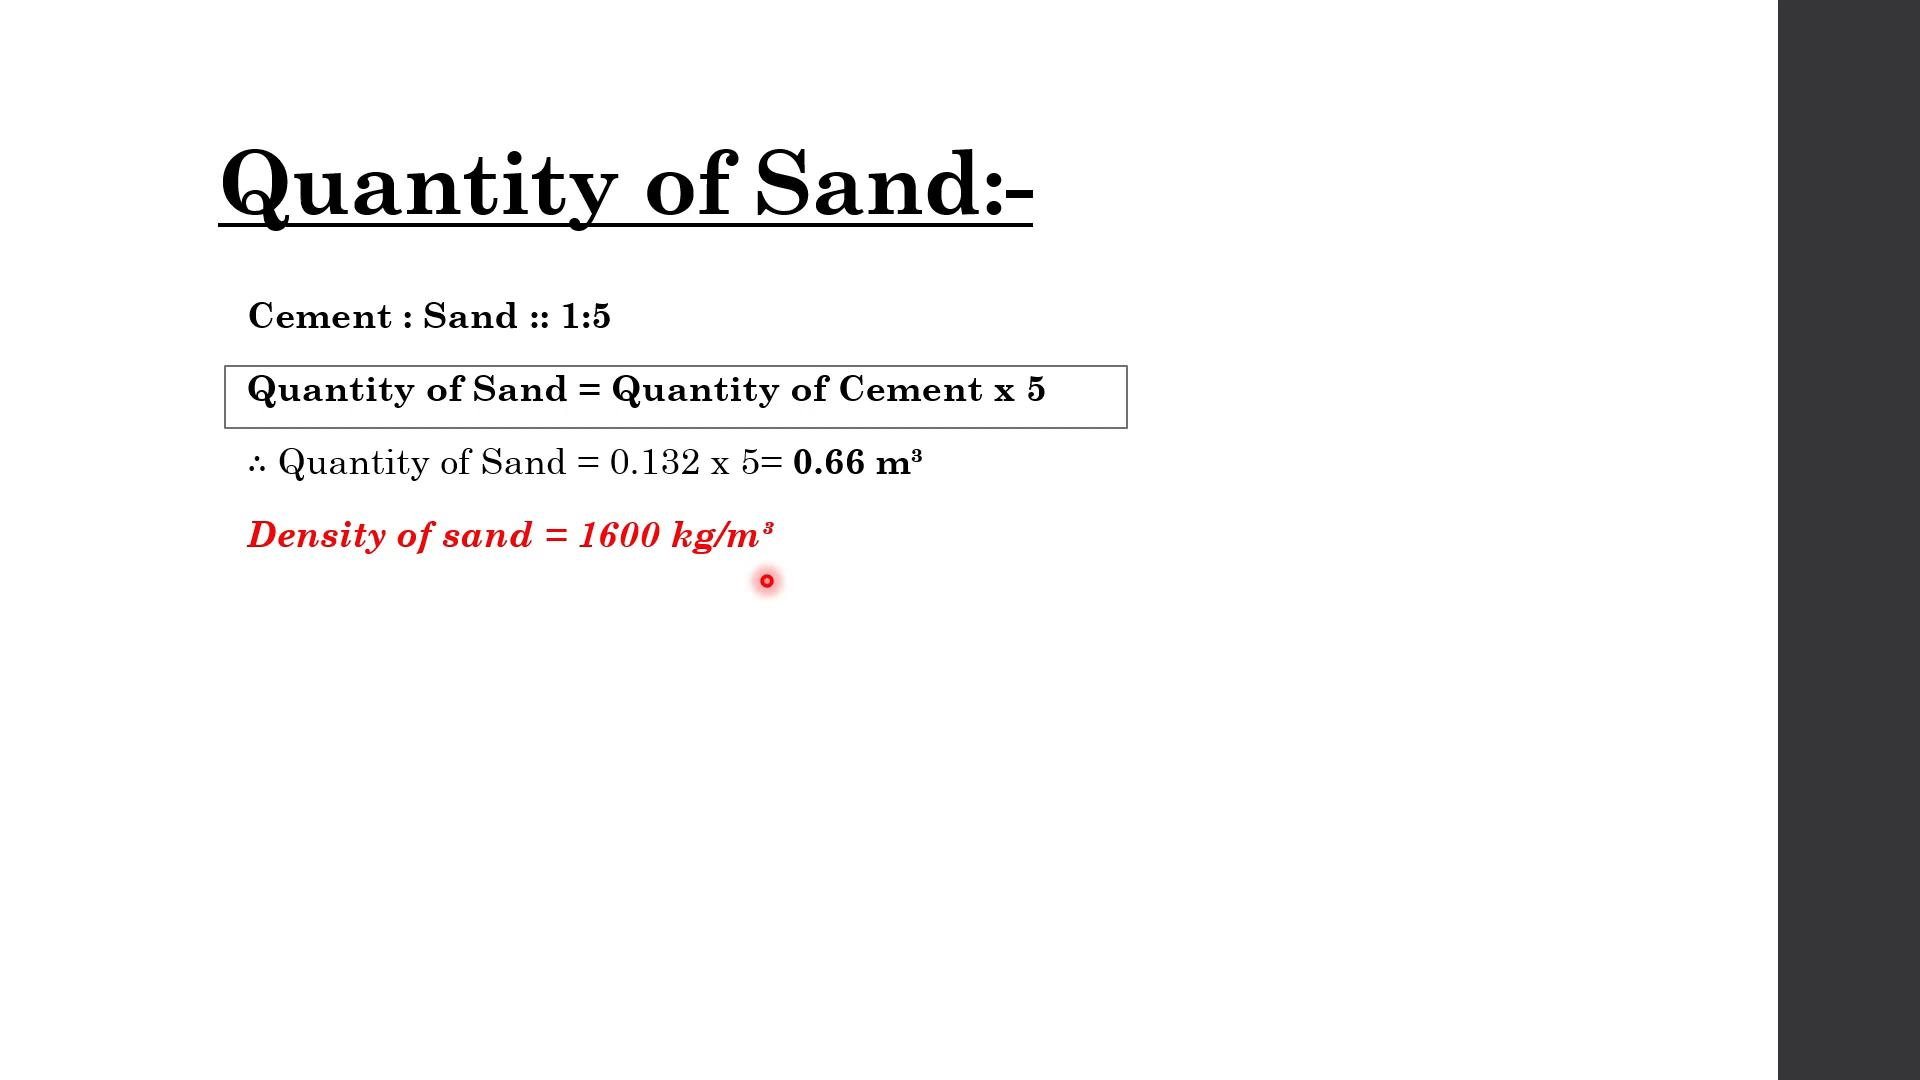 Quantity of Sand:-
Cement : Sand :: 1:5
Quantity of Sand = Quantity of Cement x 5
∴ Quantity of Sand = 0.132 x 5= 0.66 m³
Density of sand = 1600 kg/m³